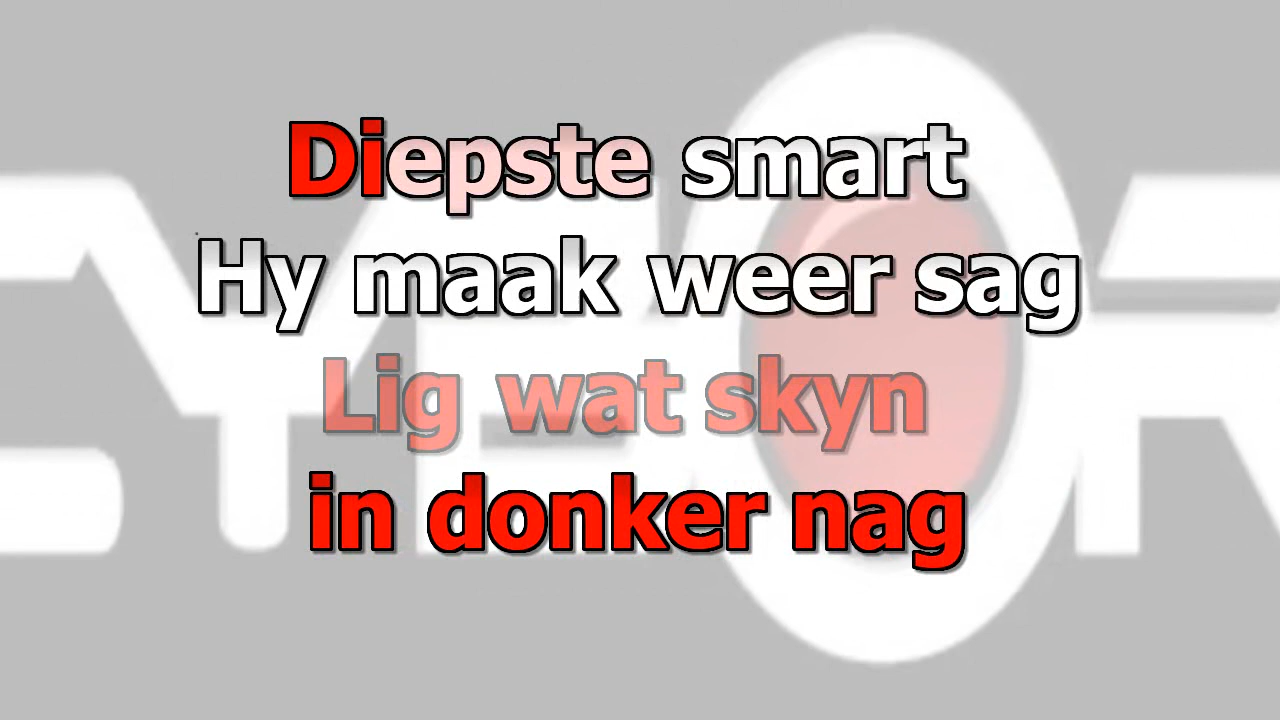 Diepste smart
Hy maak weer sag
Lig wat skyn
in donker nag